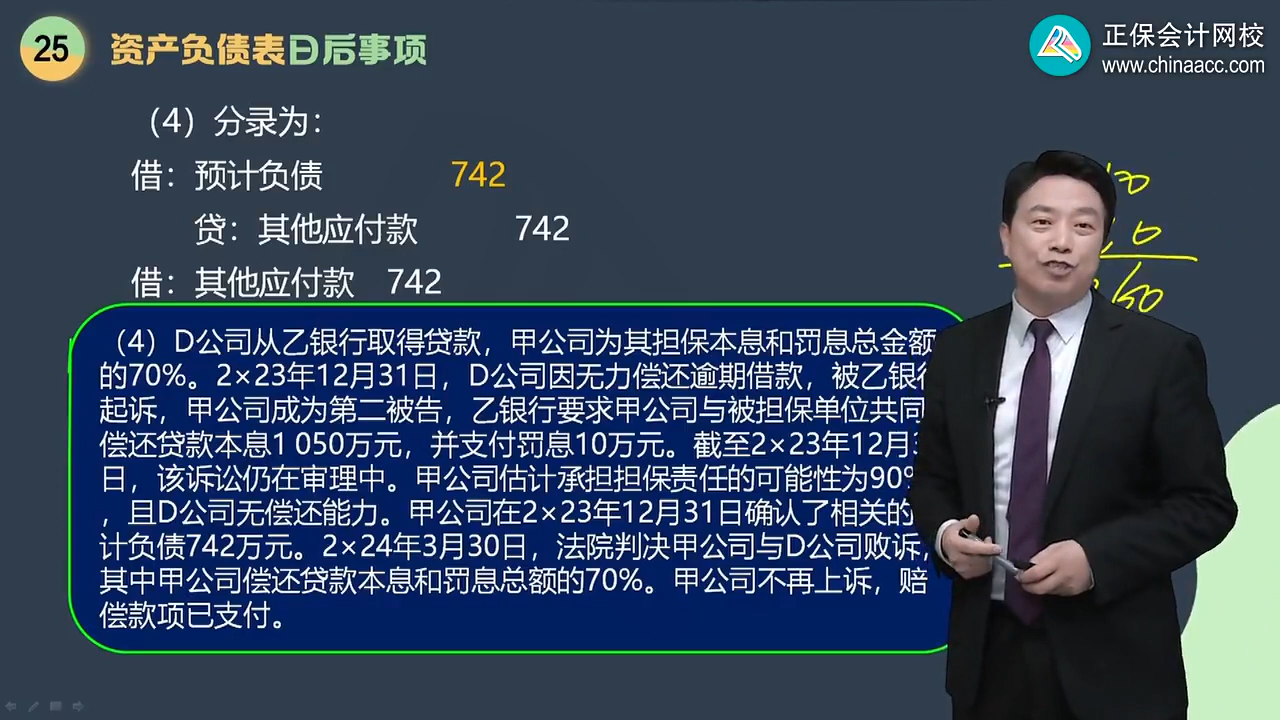 25 资产负债表日后事项
正保会计网校
www.chinaacc.com
（4）分录为：
借：预计负债 742
贷：其他应付款 742
借：其他应付款 742
（4）D公司从乙银行取得贷款，甲公司为其担保本息和罚息总金额
的70%。2×23年12月31日，D公司因无力偿还逾期借款，被乙银行
起诉，甲公司成为第二被告，乙银行要求甲公司与被担保单位共同
偿还贷款本息1 050万元，并支付罚息10万元。截至2×23年12月
日，该诉讼仍在审理中。甲公司估计承担担保责任的可能性为90%
，且D公司无偿还能力。甲公司在2×23年12月31日确认了相关的
计负债742万元。2×24年3月30日，法院判决甲公司与D公司败诉，
其中甲公司偿还贷款本息和罚息总额的70%。甲公司不再上诉，赔
偿款项已支付。